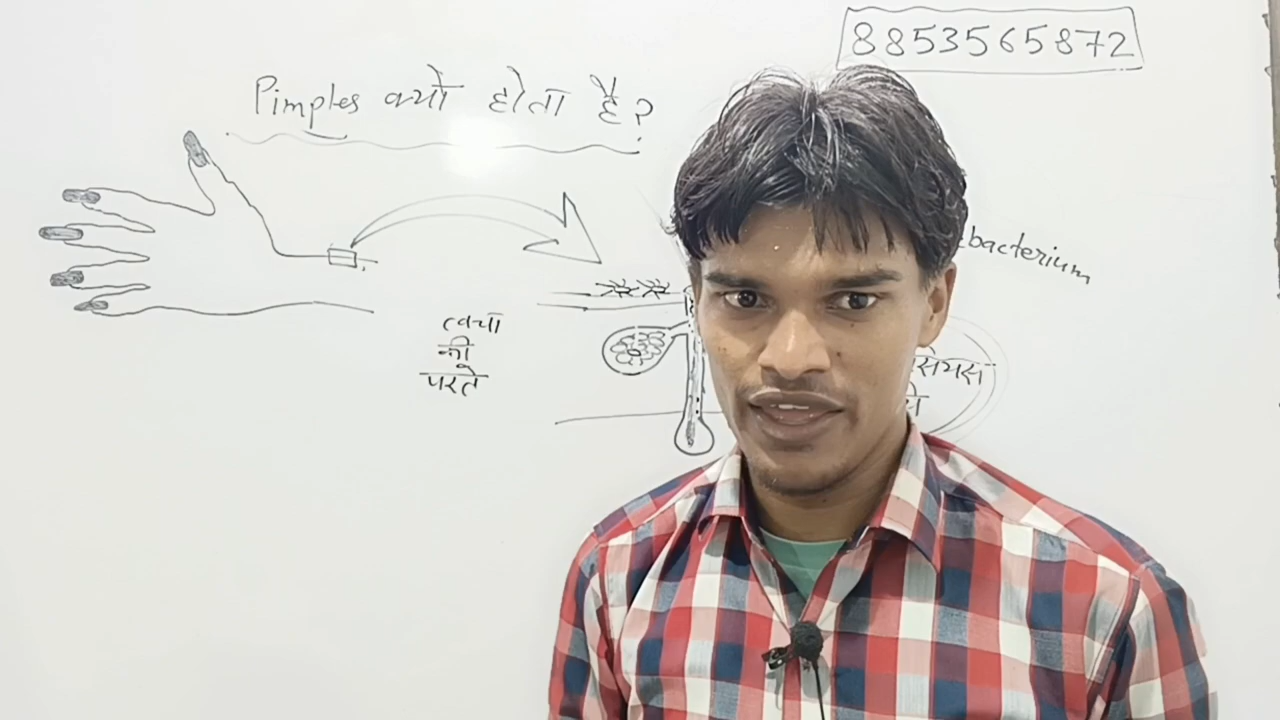 8853565872
Pimples क्यों होता है?
bacterium
त्वचा
की
परते